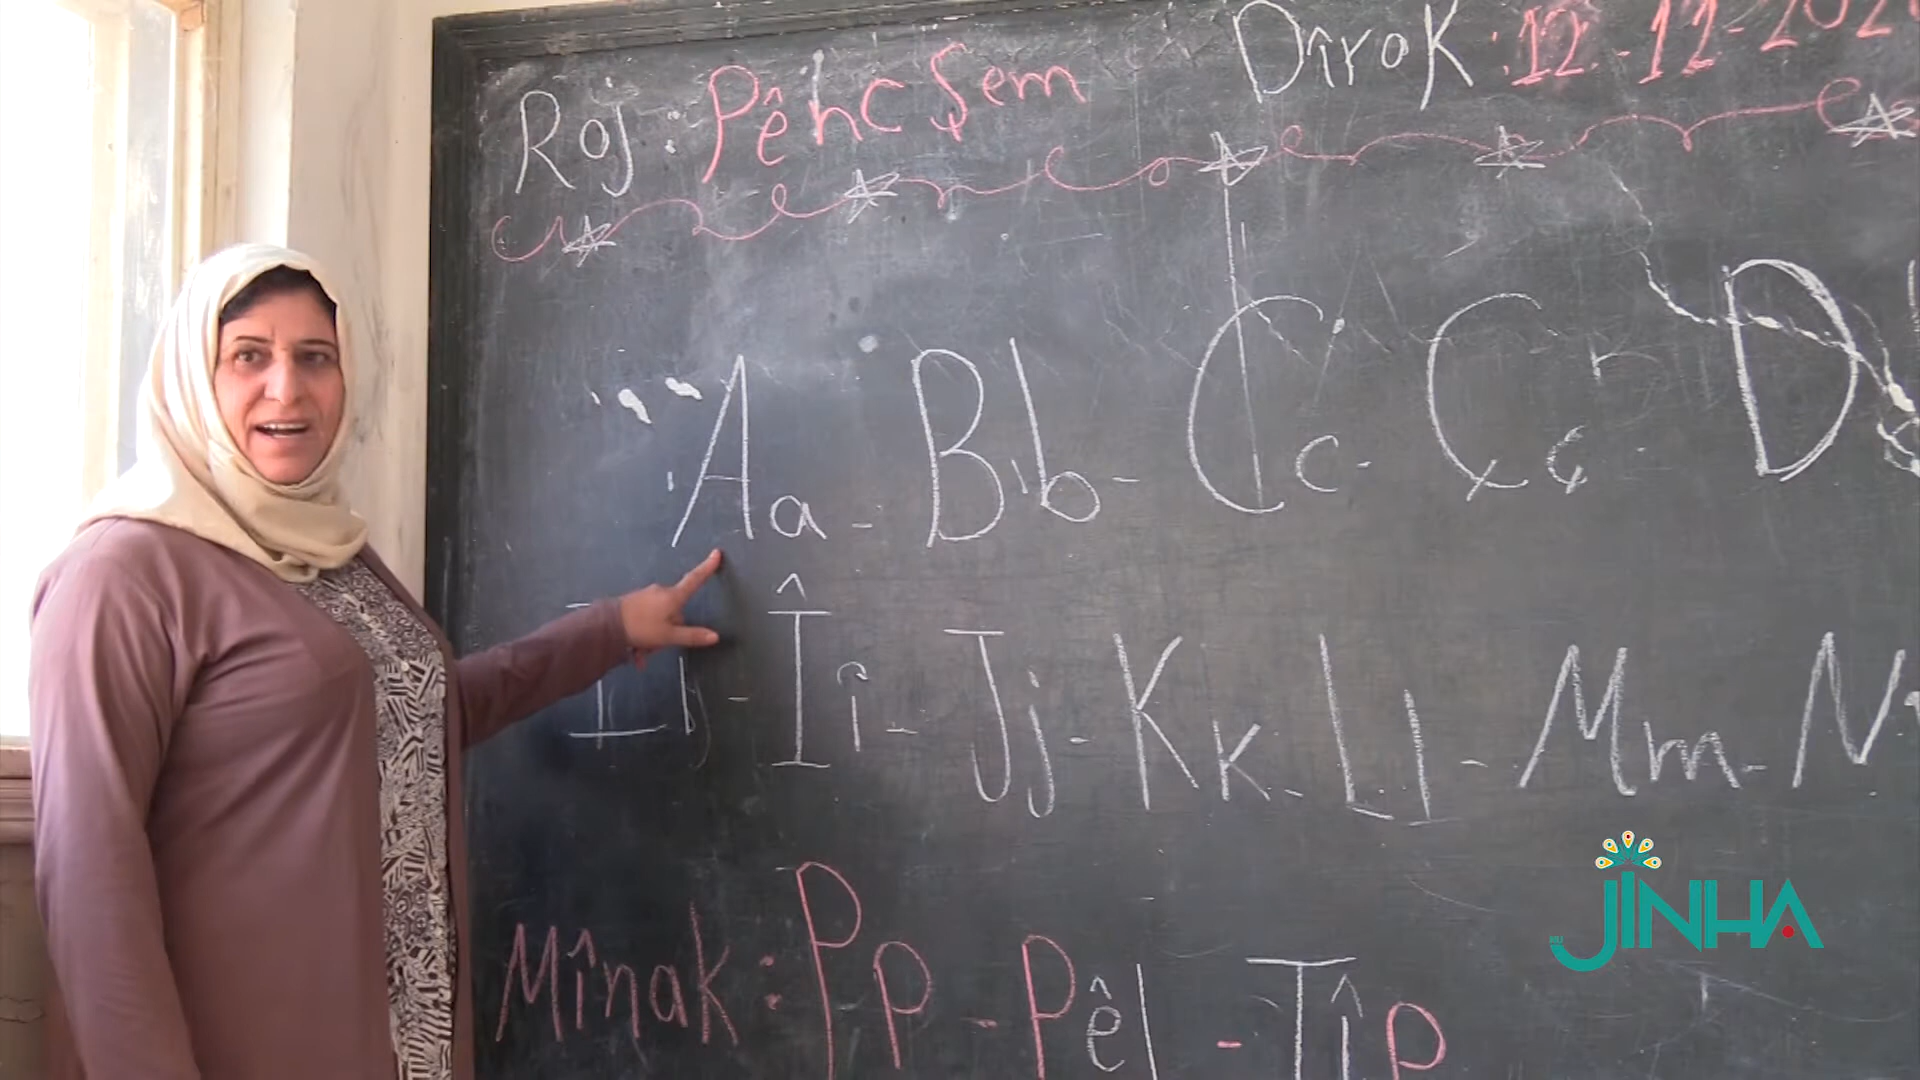 Roj : Pêncşem Dîrok : 12-12-202
Aa - Bb - Cc - Çç - D
I - Îî - Jj - Kk - Ll - Mm - N
Mînak : Pp - Pêl - Tîp
JINHA